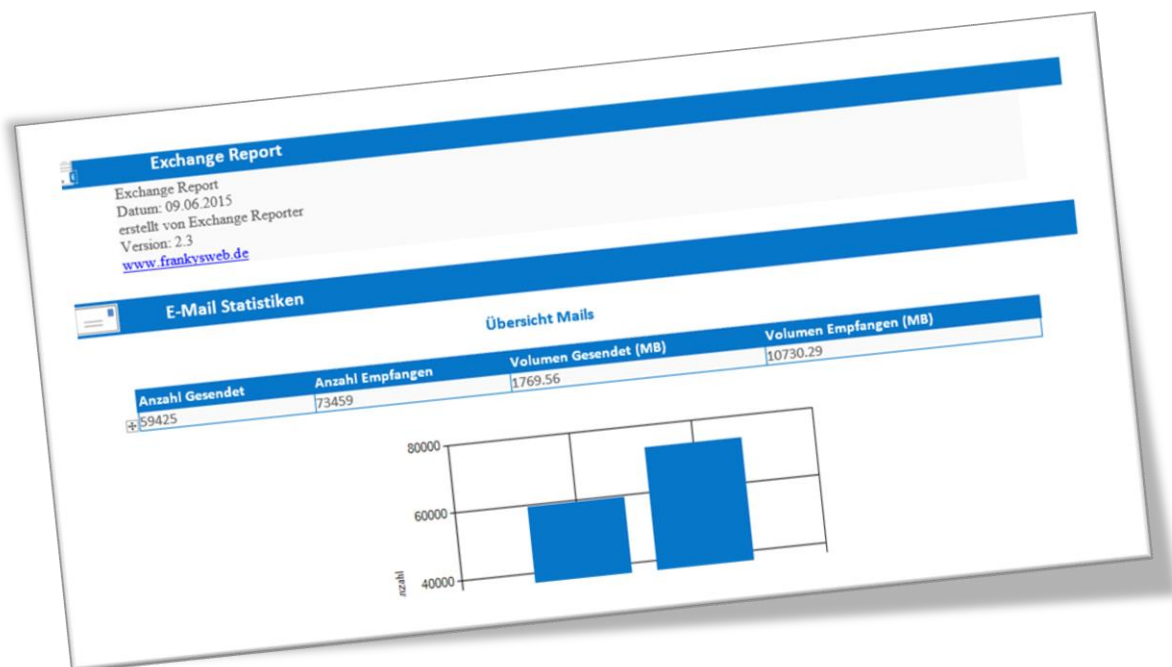 Exchange Report
Exchange Report
Datum: 09.06.2015
erstellt von Exchange Reporter
Version: 2.3
www.frankysweb.de
E-Mail Statistiken
Übersicht Mails
Anzahl Gesendet Anzahl Empfangen Volumen Gesendet (MB) Volumen Empfangen (MB)
59425 73459 1769.56 10730.29
80000
60000
40000